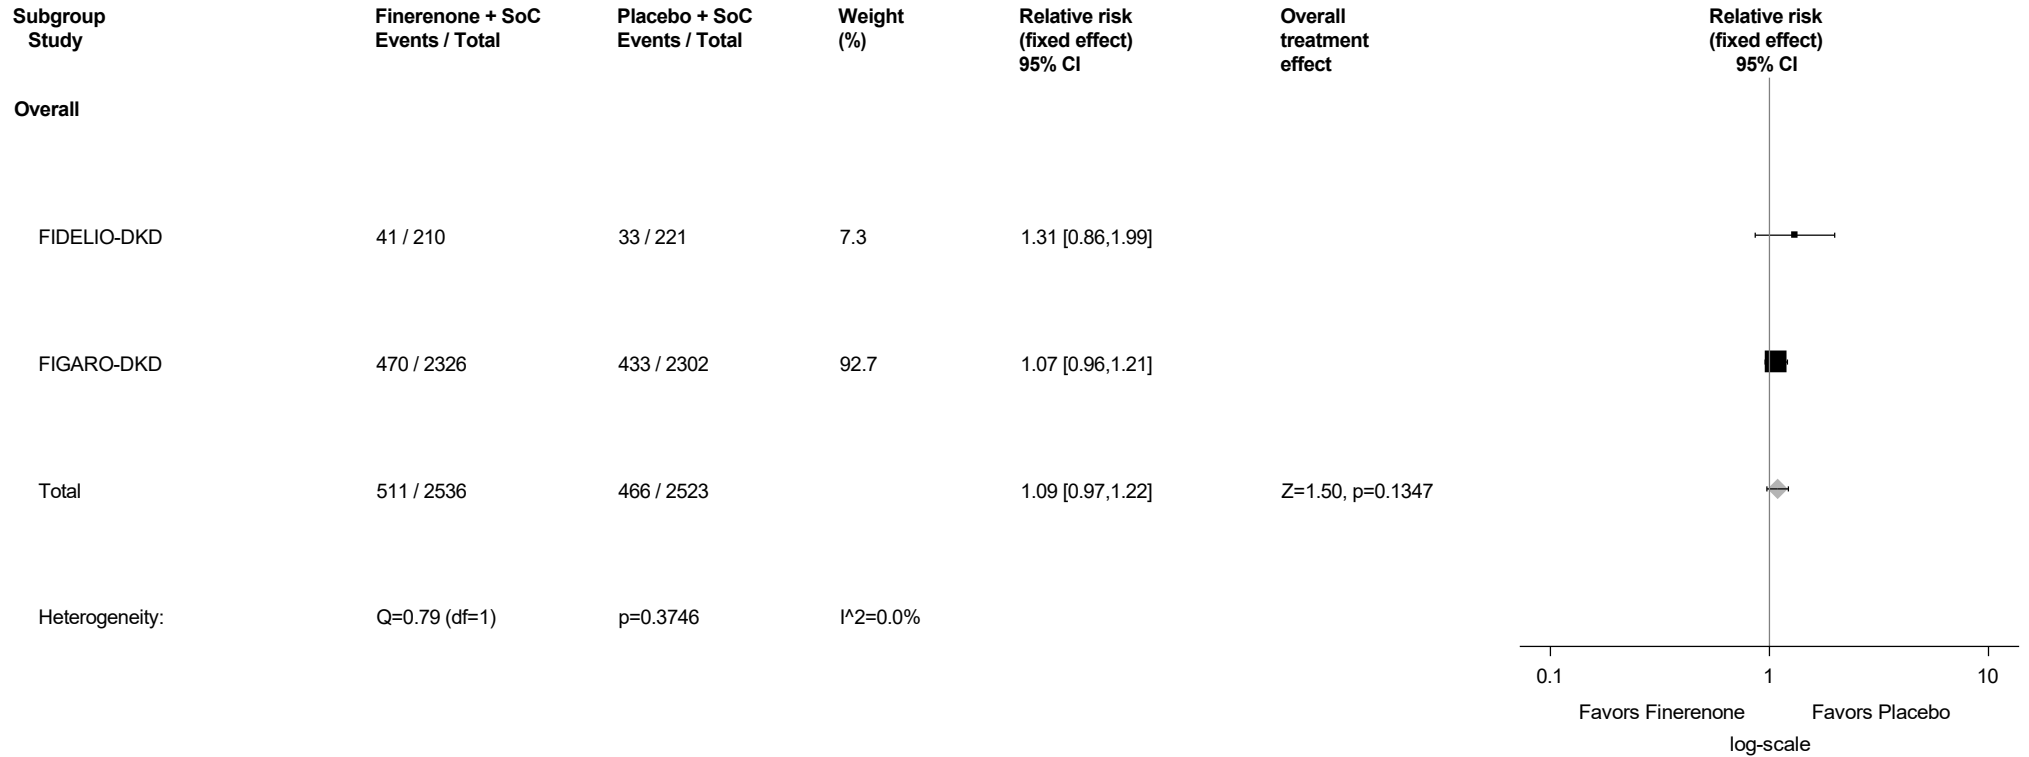 Subgroup Finerenone + SoC Placebo + SoC Weight Relative risk Overall Relative risk
Study Events / Total Events / Total (%) (fixed effect) treatment (fixed effect)
95% CI effect 95% CI
Overall
FIDELIO-DKD 41 / 210 33 / 221 7.3 1.31 [0.86,1.99]
FIGARO-DKD 470 / 2326 433 / 2302 92.7 1.07 [0.96,1.21]
Total 511 / 2536 466 / 2523 1.09 [0.97,1.22] Z=1.50, p=0.1347
Heterogeneity: Q=0.79 (df=1) p=0.3746 I^2=0.0%
0.1 1 10
Favors Finerenone Favors Placebo
log-scale